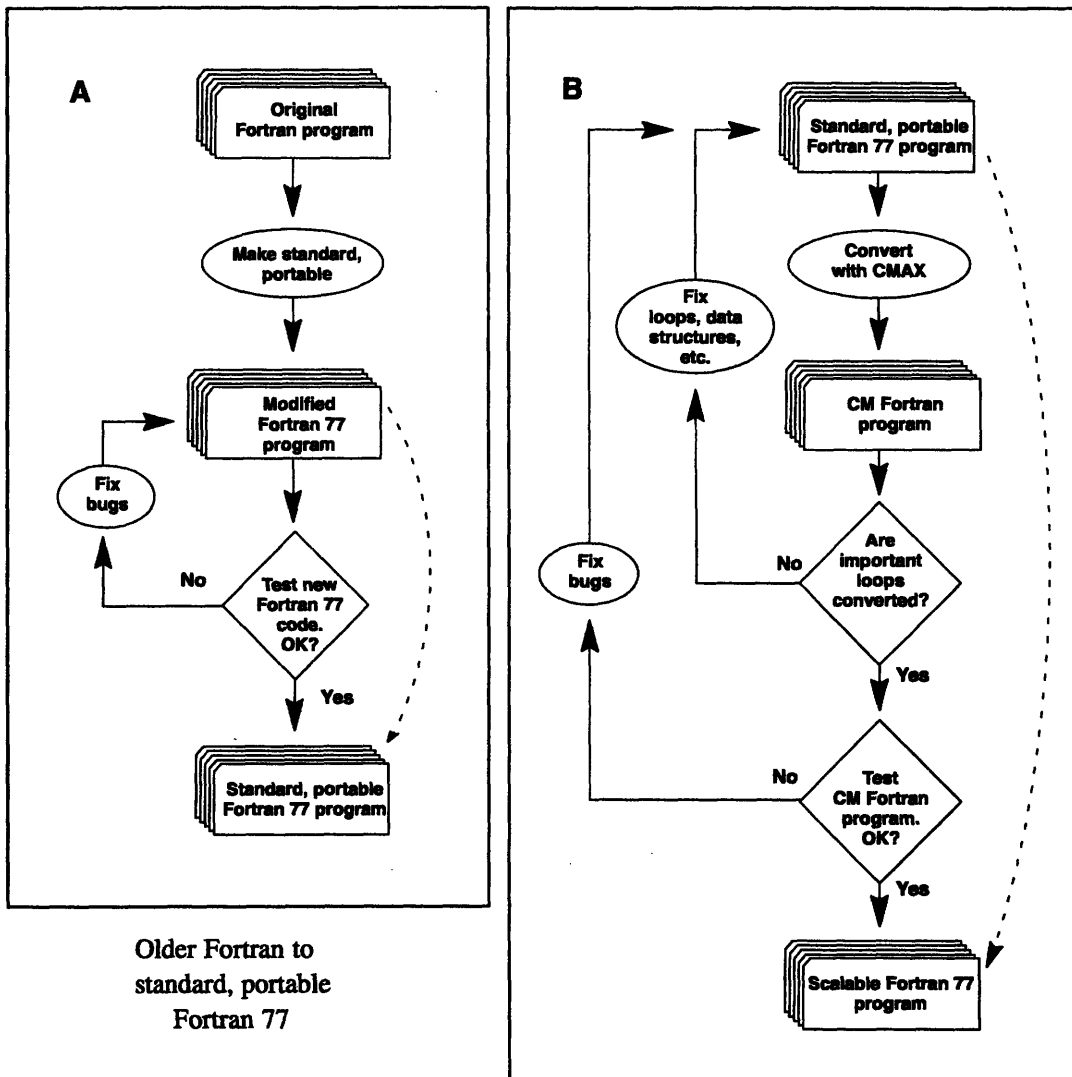 A
Original
Fortran program
Make standard,
portable
Modified
Fortran 77
program
Fix
bugs
No
Test new
Fortran 77
code.
OK?
Yes
Standard, portable
Fortran 77 program
Older Fortran to
standard, portable
Fortran 77
B
Standard, portable
Fortran 77 program
Convert
with CMAX
Fix
loops, data
structures,
etc.
CM Fortran
program
Are
important
loops
converted?
No
Yes
Fix
bugs
Test
CM Fortran
program.
OK?
No
Yes
Scalable Fortran 77
program